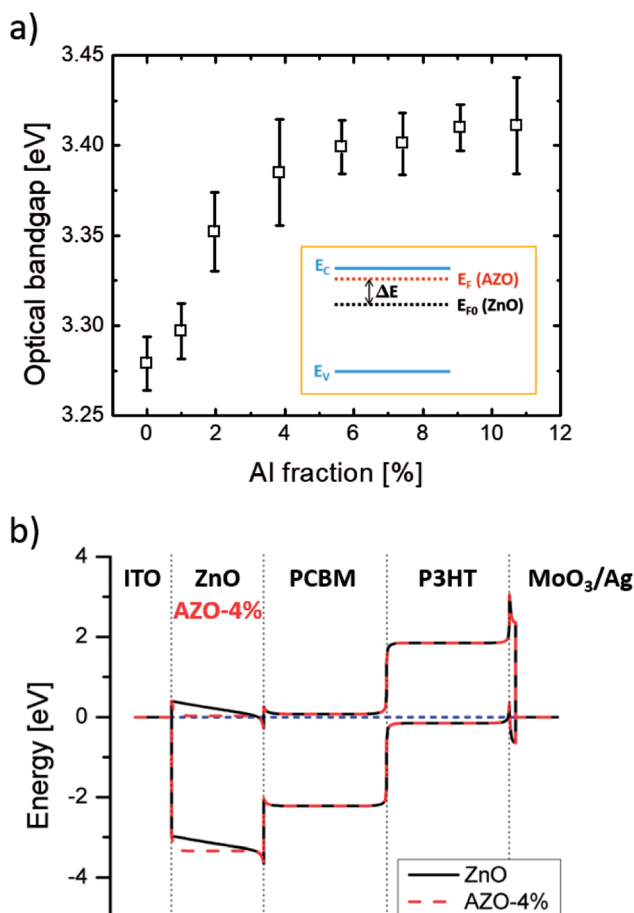 a)
3.45
3.40
3.35
3.30
3.25
Optical bandgap [eV]
E_C
E_F (AZO)
ΔE
E_F0 (ZnO)
E_V
0 2 4 6 8 10 12
Al fraction [%]
b)
ITO ZnO PCBM P3HT MoO₃/Ag
AZO-4%
4
2
0
-2
-4
Energy [eV]
ZnO
AZO-4%